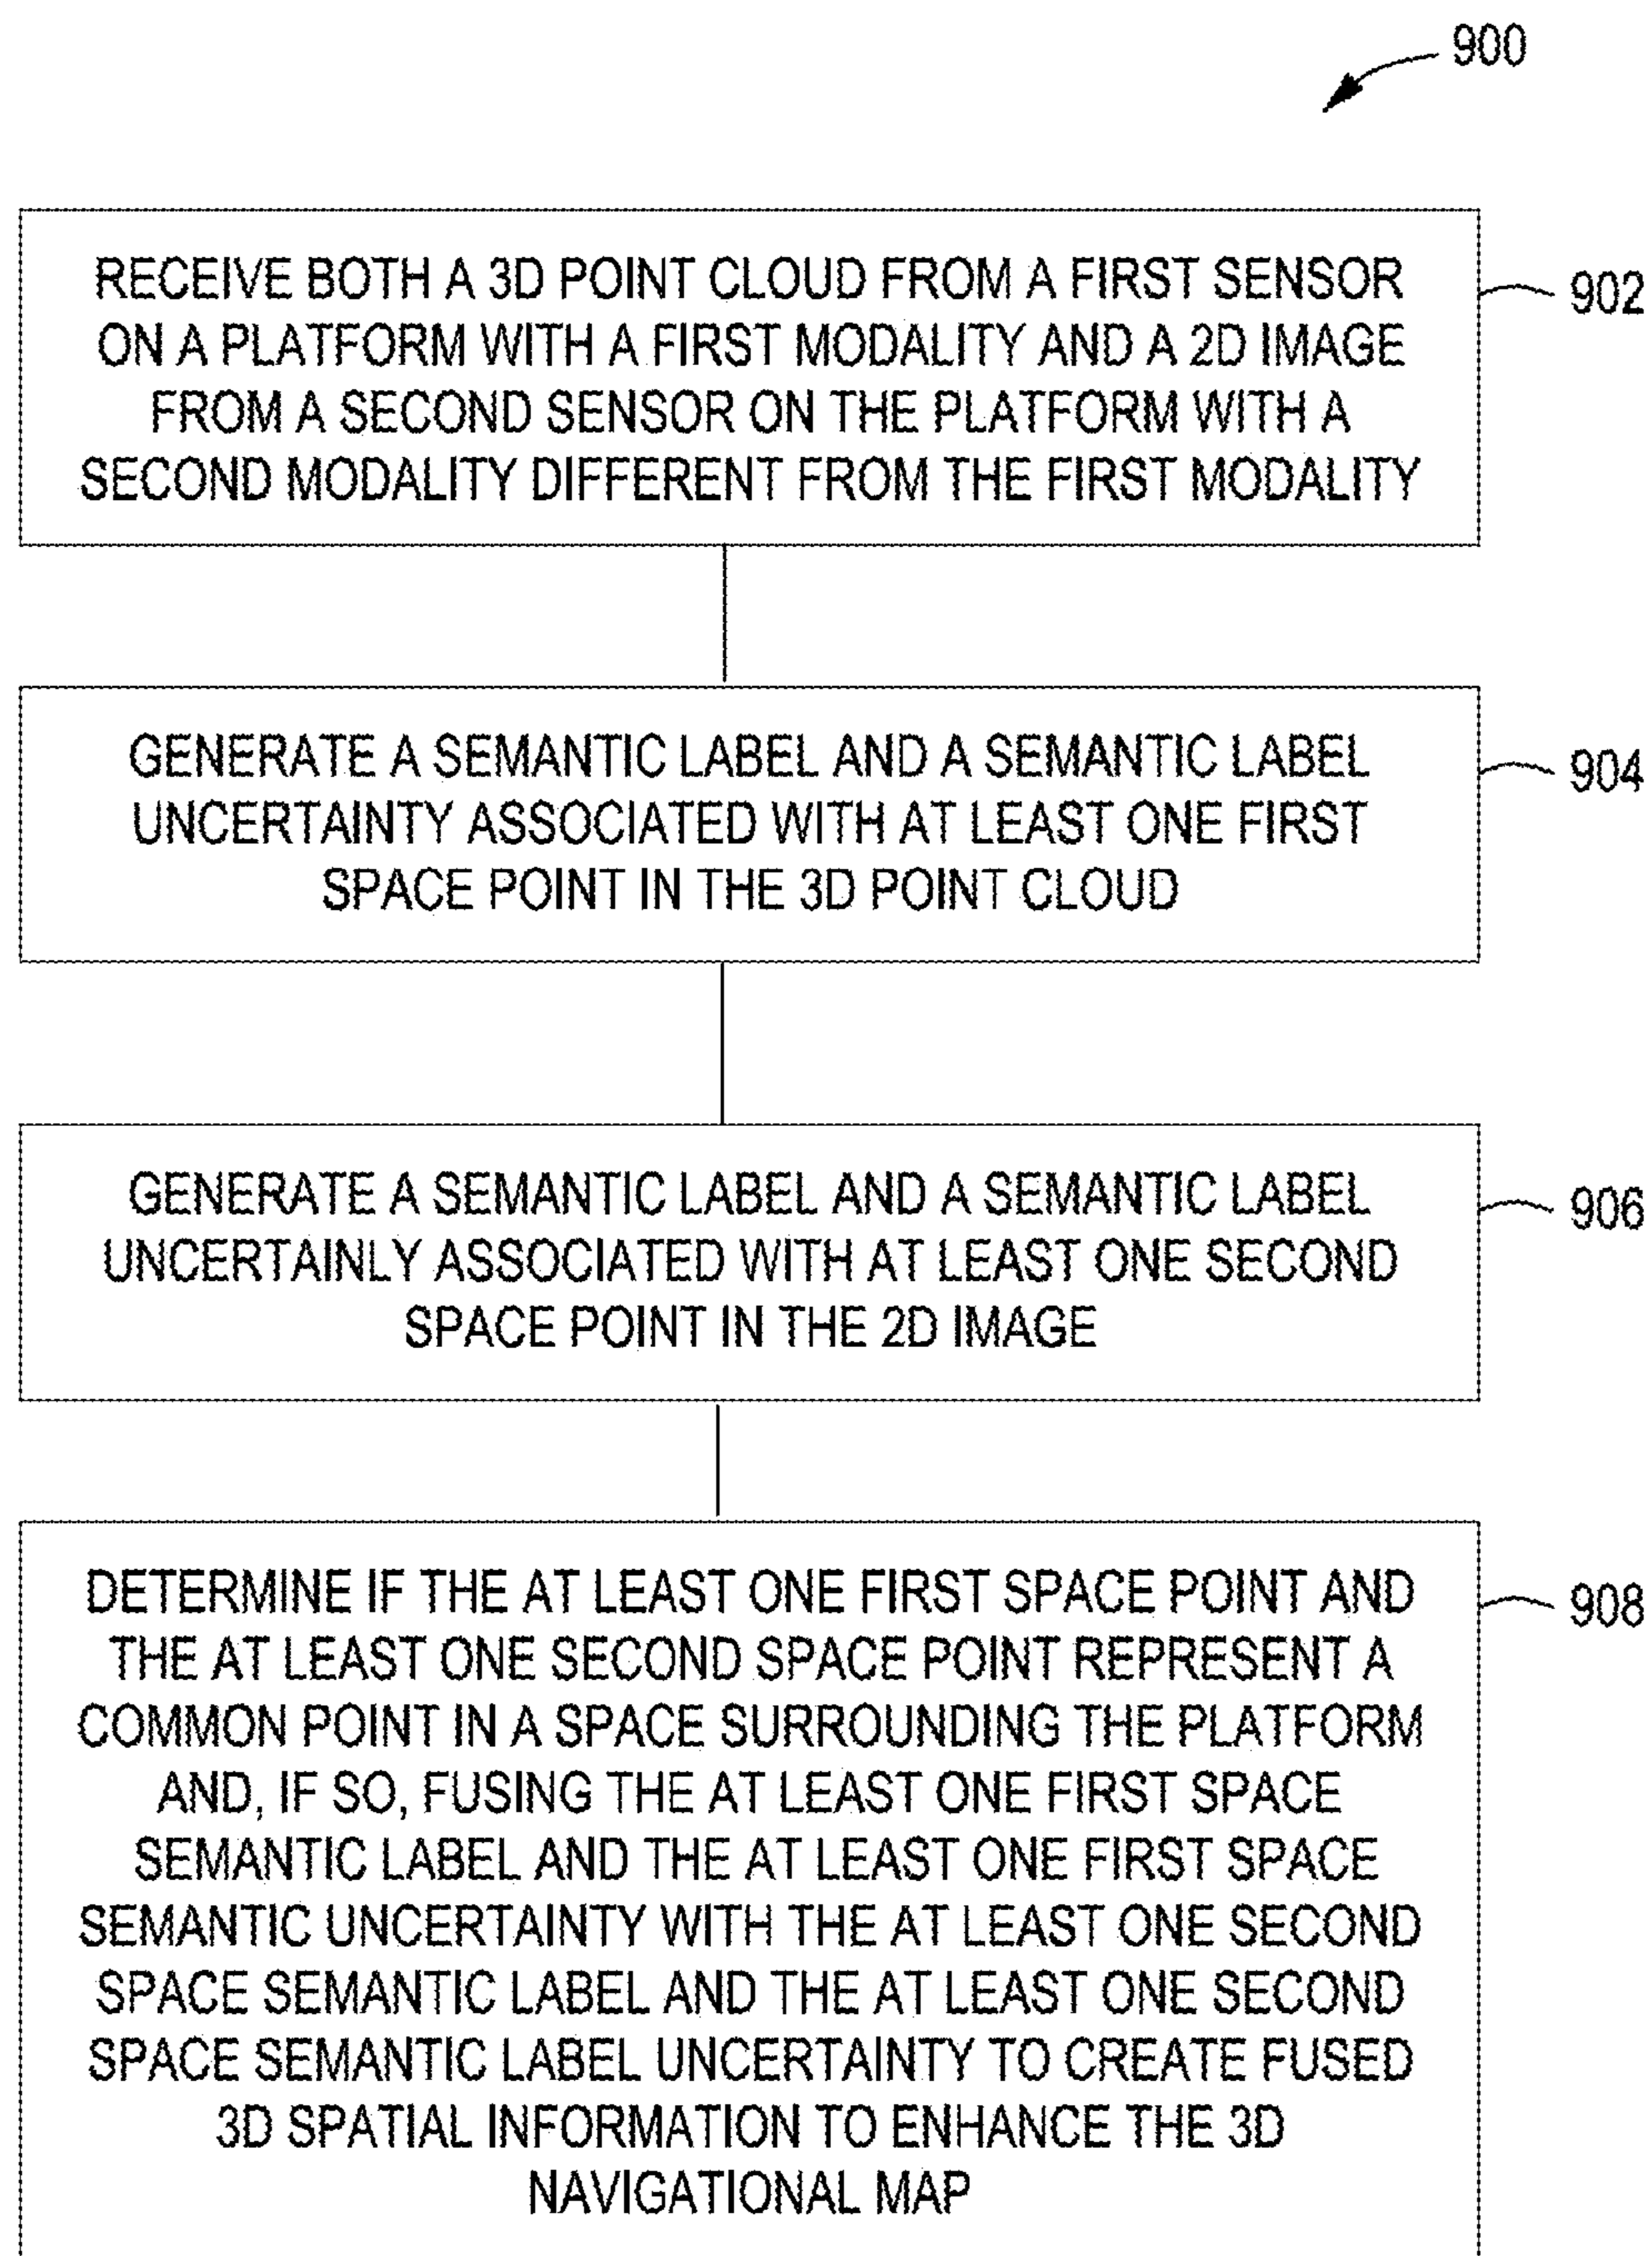 900
RECEIVE BOTH A 3D POINT CLOUD FROM A FIRST SENSOR
ON A PLATFORM WITH A FIRST MODALITY AND A 2D IMAGE
FROM A SECOND SENSOR ON THE PLATFORM WITH A
SECOND MODALITY DIFFERENT FROM THE FIRST MODALITY
902
GENERATE A SEMANTIC LABEL AND A SEMANTIC LABEL
UNCERTAINTY ASSOCIATED WITH AT LEAST ONE FIRST
SPACE POINT IN THE 3D POINT CLOUD
904
GENERATE A SEMANTIC LABEL AND A SEMANTIC LABEL
UNCERTAINLY ASSOCIATED WITH AT LEAST ONE SECOND
SPACE POINT IN THE 2D IMAGE
906
DETERMINE IF THE AT LEAST ONE FIRST SPACE POINT AND
THE AT LEAST ONE SECOND SPACE POINT REPRESENT A
COMMON POINT IN A SPACE SURROUNDING THE PLATFORM
AND, IF SO, FUSING THE AT LEAST ONE FIRST SPACE
SEMANTIC LABEL AND THE AT LEAST ONE FIRST SPACE
SEMANTIC UNCERTAINTY WITH THE AT LEAST ONE SECOND
SPACE SEMANTIC LABEL AND THE AT LEAST ONE SECOND
SPACE SEMANTIC LABEL UNCERTAINTY TO CREATE FUSED
3D SPATIAL INFORMATION TO ENHANCE THE 3D
NAVIGATIONAL MAP
908